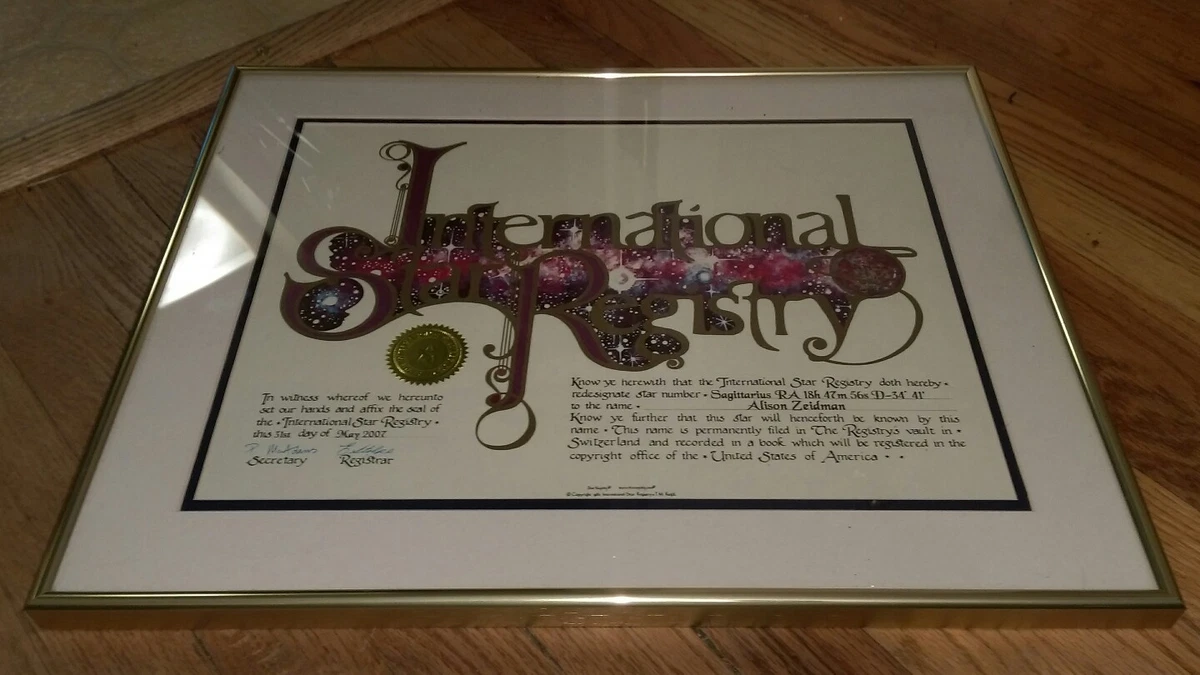 International
Star Registry
Know ye herewith that the International Star Registry doth hereby •
redesignate star number • Sagittarius RA 18h 47m 56s D-34° 41'
to the name • Alison Zeidman
Know ye further that this star will henceforth be known by this
name • This name is permanently filed in The Registry's vault in •
Switzerland and recorded in a book which will be registered in the
copyright office of the • United States of America • •
In witness whereof we hereunto
set our hands and affix the seal of
the • International Star Registry •
this 31st day of May 2007
Secretary Registrar
© Copyright International Star Registry